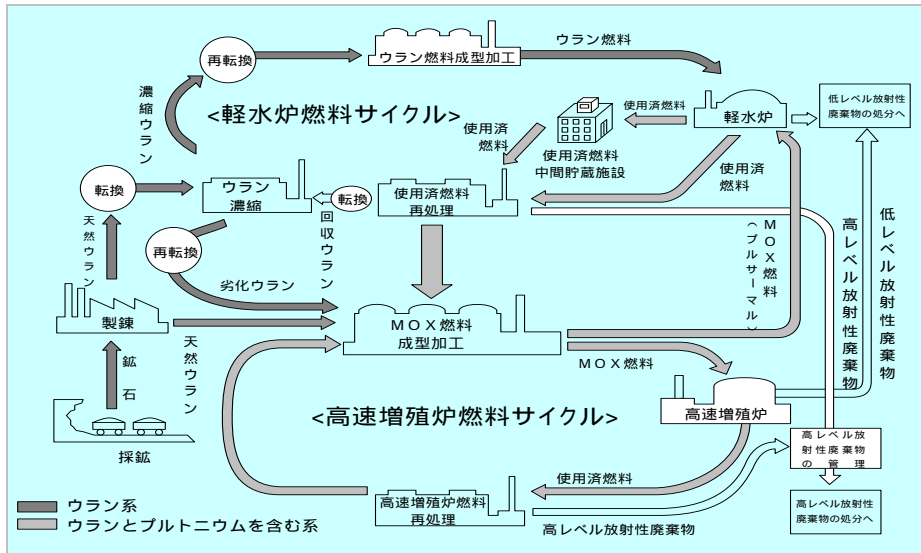 再転換
ウラン燃料成型加工
ウラン燃料
濃縮ウラン
<軽水炉燃料サイクル>
使用済
燃料
使用済燃料
中間貯蔵施設
使用済燃料
軽水炉
低レベル放射性
廃棄物の処分へ
転換
ウラン
濃縮
転換
回収ウラン
使用済燃料
再処理
使用済
燃料
天然ウラン
再転換
劣化ウラン
MOX燃料
(プルサーマル)
高レベル放射性廃棄物
低レベル放射性廃棄物
製錬
天然ウラン
MOX燃料
成型加工
MOX燃料
鉱石
採鉱
<高速増殖炉燃料サイクル>
高速増殖炉
高レベル放
射性廃棄物
の管理
使用済燃料
高速増殖炉燃料
再処理
高レベル放射性廃棄物
高レベル放射性
廃棄物の処分へ
ウラン系
ウランとプルトニウムを含む系